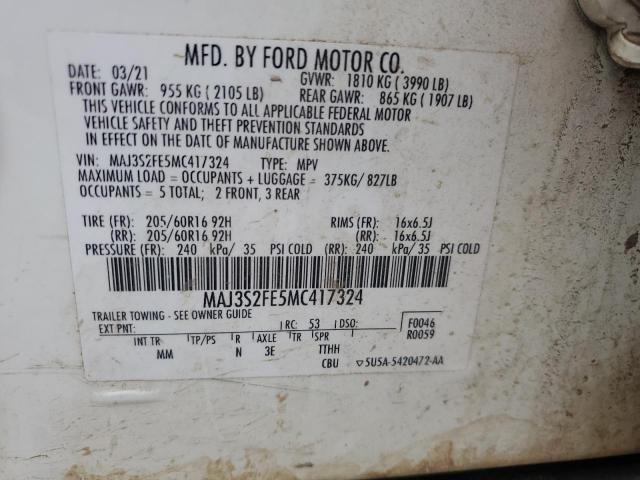 MFD. BY FORD MOTOR CO.
DATE: 03/21 GVWR: 1810 KG ( 3990 LB)
FRONT GAWR: 955 KG ( 2105 LB) REAR GAWR: 865 KG ( 1907 LB)
THIS VEHICLE CONFORMS TO ALL APPLICABLE FEDERAL MOTOR
VEHICLE SAFETY AND THEFT PREVENTION STANDARDS
IN EFFECT ON THE DATE OF MANUFACTURE SHOWN ABOVE.
VIN: MAJ3S2FE5MC417324 TYPE: MPV
MAXIMUM LOAD = OCCUPANTS + LUGGAGE = 375KG/ 827LB
OCCUPANTS : 5 TOTAL; 2 FRONT, 3 REAR
TIRE (FR): 205/60R16 92H RIMS (FR): 16x6.5J
(RR): 205/60R16 92H (RR): 16x6.5J
PRESSURE (FR): 240 kPa/ 35 PSI COLD (RR): 240 kPa/ 35 PSI COLD
MAJ3S2FE5MC417324
TRAILER TOWING - SEE OWNER GUIDE
EXT PNT: RC: 53 DSO: F0046
R0059
INT TR TP/PS R AXLE TR SPR
MM N 3E TTHH
CBU ▽5U5A-5420472-AA